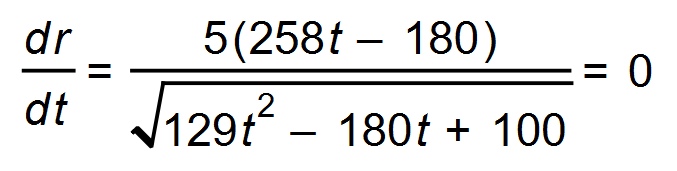 dr/dt = 5(258t – 180)/√(129t² – 180t + 100) = 0